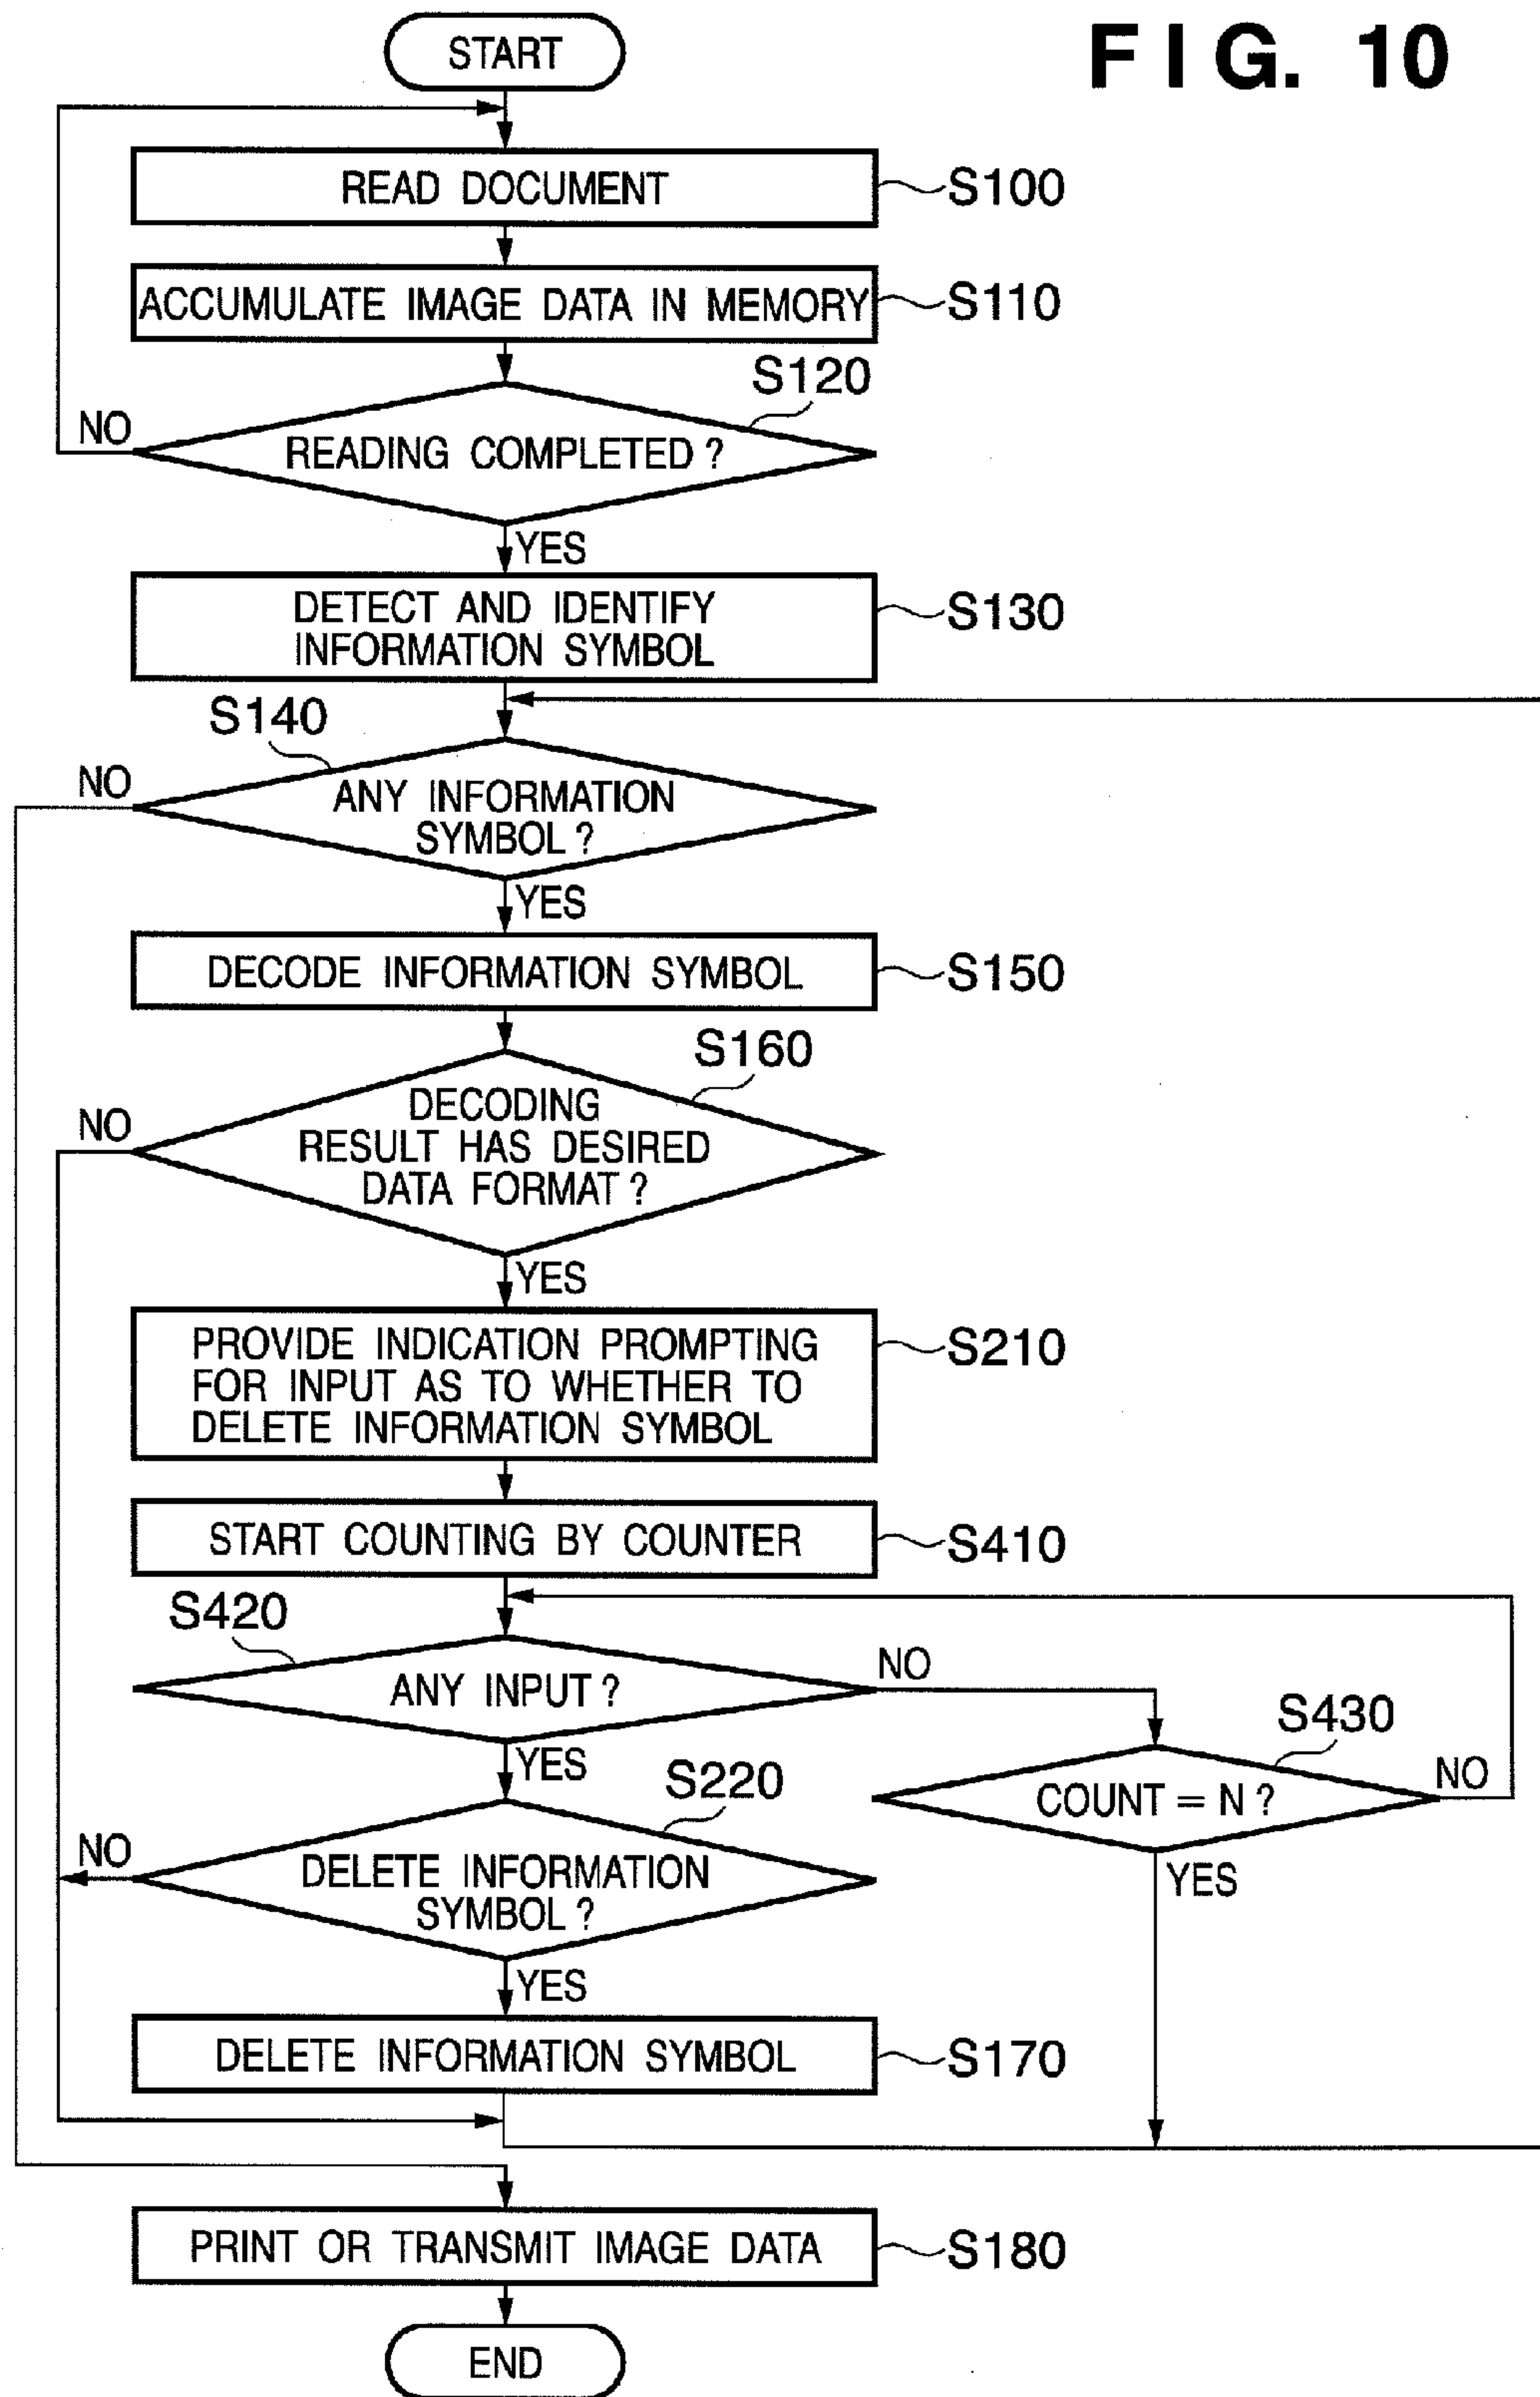 FIG. 10
START
READ DOCUMENT
S100
ACCUMULATE IMAGE DATA IN MEMORY
S110
S120
NO
READING COMPLETED?
YES
DETECT AND IDENTIFY
INFORMATION SYMBOL
S130
S140
NO
ANY INFORMATION
SYMBOL?
YES
DECODE INFORMATION SYMBOL
S150
S160
NO
DECODING
RESULT HAS DESIRED
DATA FORMAT?
YES
PROVIDE INDICATION PROMPTING
FOR INPUT AS TO WHETHER TO
DELETE INFORMATION SYMBOL
S210
START COUNTING BY COUNTER
S410
S420
ANY INPUT?
NO
YES
S430
COUNT = N?
NO
YES
S220
NO
DELETE INFORMATION
SYMBOL?
YES
DELETE INFORMATION SYMBOL
S170
PRINT OR TRANSMIT IMAGE DATA
S180
END